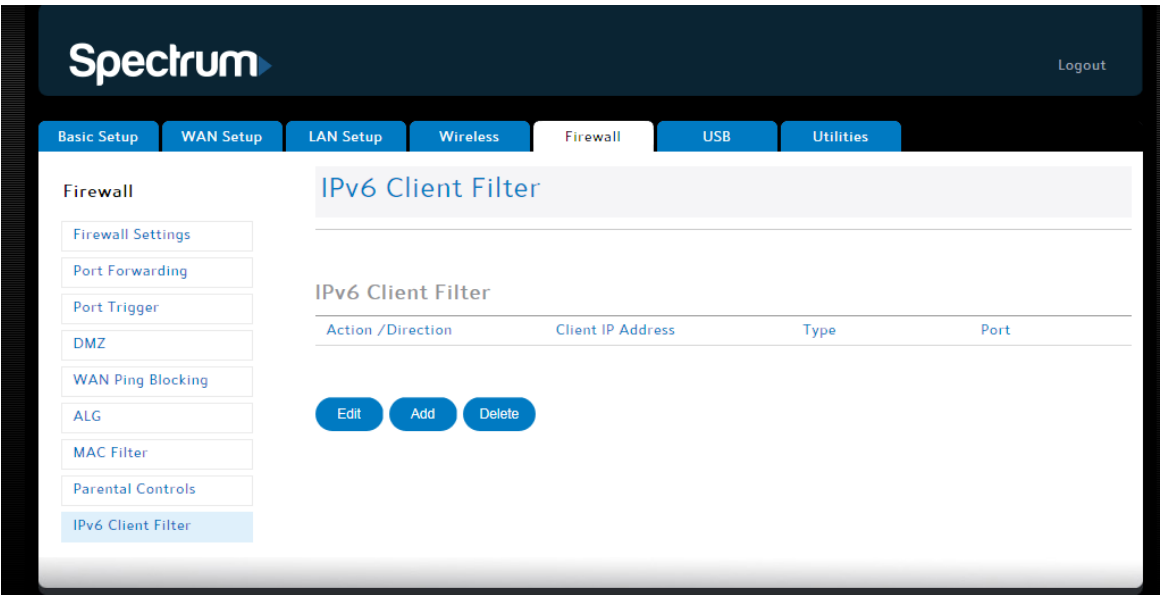 Spectrum
Logout
Basic Setup WAN Setup LAN Setup Wireless Firewall USB Utilities
Firewall
Firewall Settings
Port Forwarding
Port Trigger
DMZ
WAN Ping Blocking
ALG
MAC Filter
Parental Controls
IPv6 Client Filter
IPv6 Client Filter
IPv6 Client Filter
Action /Direction Client IP Address Type Port
Edit Add Delete